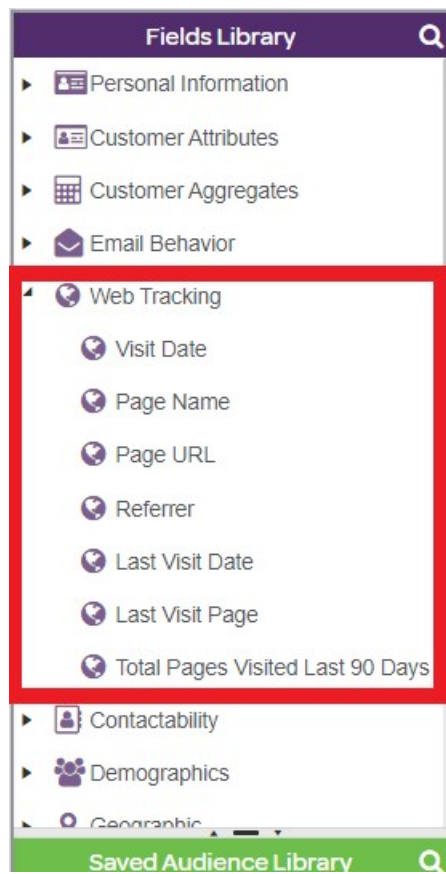 Fields Library
Personal Information
Customer Attributes
Customer Aggregates
Email Behavior
Web Tracking
Visit Date
Page Name
Page URL
Referrer
Last Visit Date
Last Visit Page
Total Pages Visited Last 90 Days
Contactability
Demographics
Geographic
Saved Audience Library